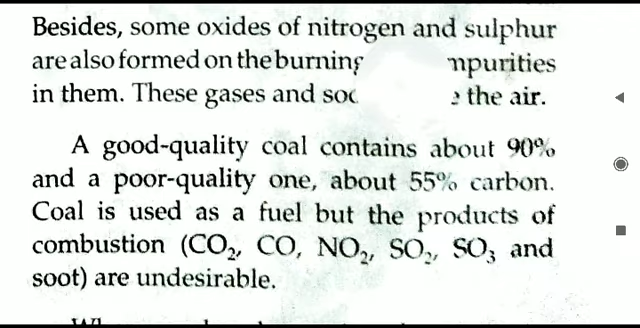 Besides, some oxides of nitrogen and sulphur
are also formed on the burning
in them. These gases and the air.
A good-quality coal contains about 90%
and a poor-quality one, about 55% carbon.
Coal is used as a fuel but the products of
combustion (CO₂, CO, NO₂, SO₂, SO₃ and
soot) are undesirable.